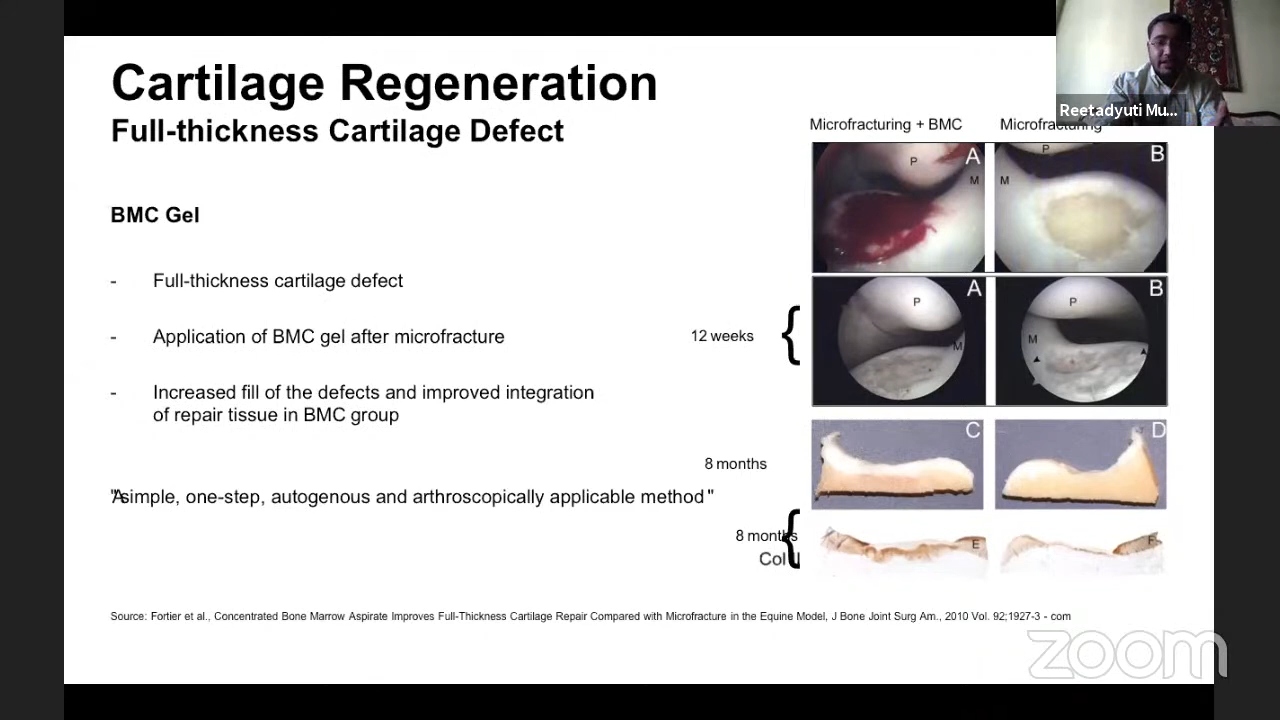 Cartilage Regeneration
Full-thickness Cartilage Defect
Reetadyuti Mu...
Microfracturing + BMC
Microfracturing
A
P
M
B
P
M
BMC Gel
- Full-thickness cartilage defect
- Application of BMC gel after microfracture
- Increased fill of the defects and improved integration
of repair tissue in BMC group
12 weeks
A
P
M
B
P
M
8 months
C
D
"A simple, one-step, autogenous and arthroscopically applicable method"
8 months
Col II
E
F
Source: Fortier et al., Concentrated Bone Marrow Aspirate Improves Full-Thickness Cartilage Repair Compared with Microfracture in the Equine Model, J Bone Joint Surg Am., 2010 Vol. 92;1927-3 - com
zoom